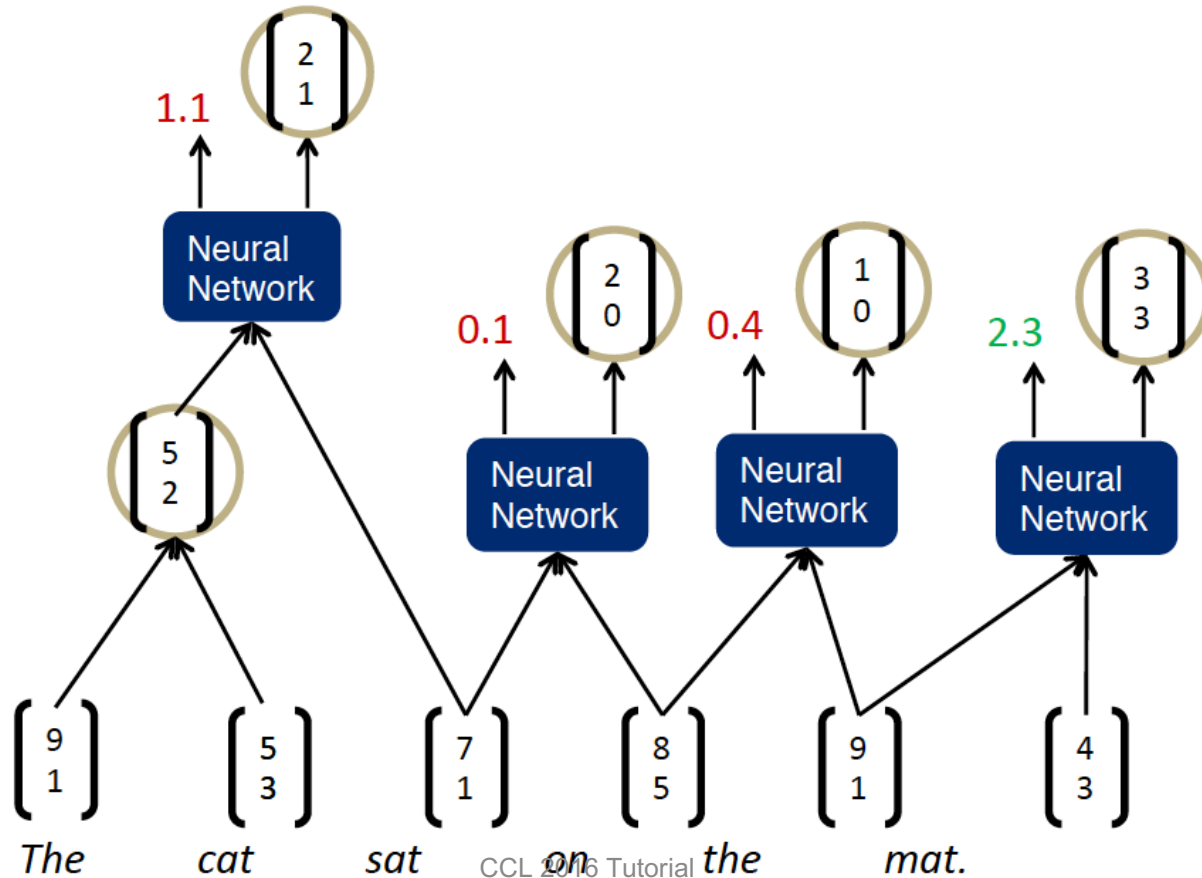 2
1
1.1
Neural
Network
2
0
1
0
3
3
0.1
0.4
2.3
5
2
Neural
Network
Neural
Network
Neural
Network
9
1
5
3
7
1
8
5
9
1
4
3
The cat sat on the mat.
CCL 2016 Tutorial